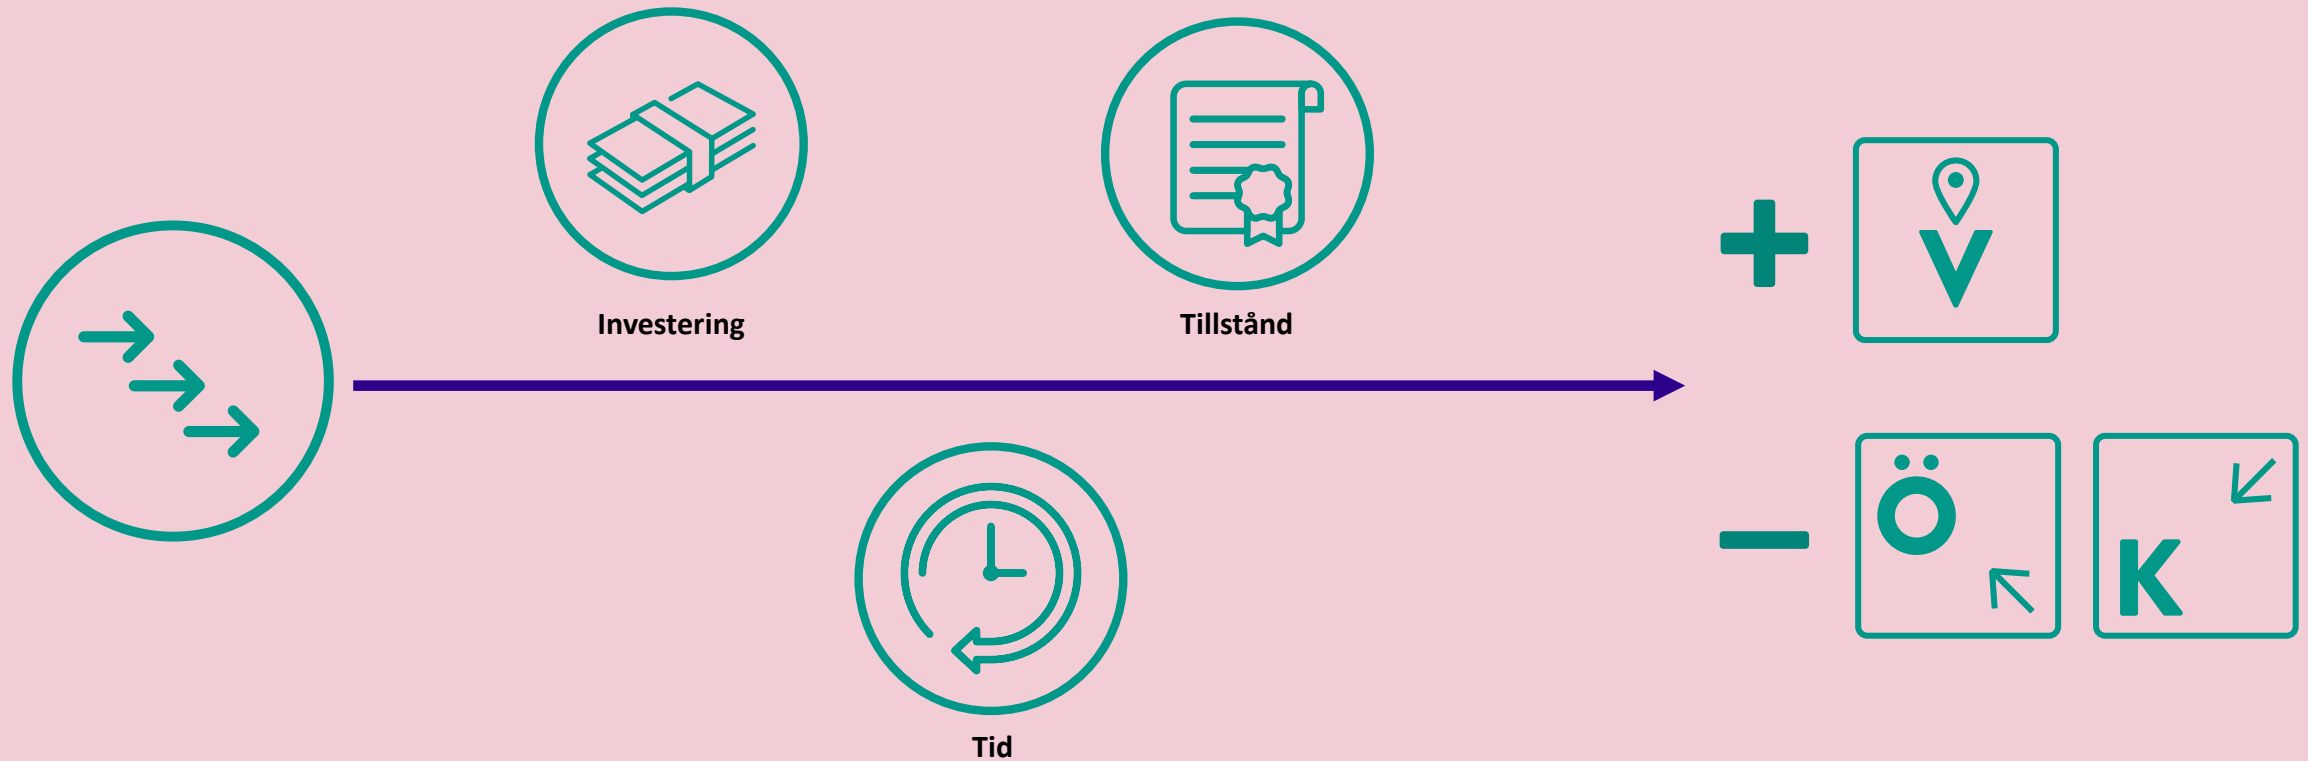 Investering
Tillstånd
+ V
Tid
- Ö K